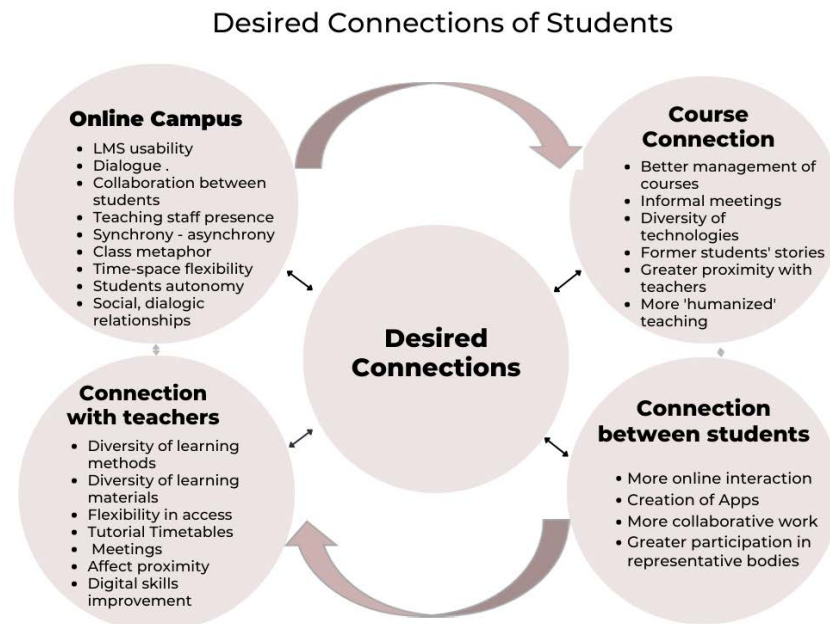 Desired Connections of Students
Online Campus
• LMS usability
• Dialogue .
• Collaboration between
students
• Teaching staff presence
• Synchrony - asynchrony
• Class metaphor
• Time-space flexibility
• Students autonomy
• Social, dialogic
relationships
Course
Connection
• Better management of
courses
• Informal meetings
• Diversity of
technologies
• Former students' stories
• Greater proximity with
teachers
• More 'humanized'
teaching
Desired
Connections
Connection
with teachers
• Diversity of learning
methods
• Diversity of learning
materials
• Flexibility in access
• Tutorial Timetables
• Meetings
• Affect proximity
• Digital skills
improvement
Connection
between students
• More online interaction
• Creation of Apps
• More collaborative work
• Greater participation in
representative bodies